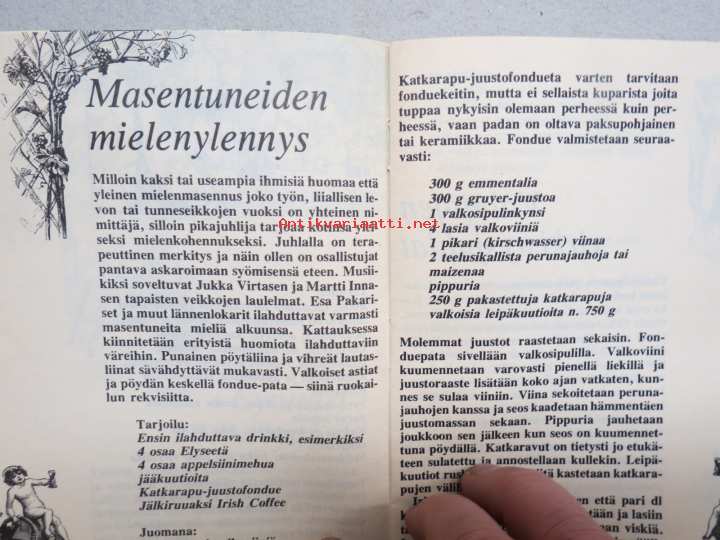 Masentuneiden
mielenylennys
Milloin kaksi tai useampia ihmisiä huomaa että
yleinen mielenmasennus joko työn, liiallisen le-
von tai tunneseikkojen vuoksi on yhteinen ni-
mittäjä, silloin pikajuhlija tarjoaa
seksi mielenkohennukseksi. Juhlalla on tera-
peuttinen merkitys ja näin ollen on osallistujat
pantava askaroimaan syömisensä eteen. Musii-
kiksi soveltuvat Jukka Virtasen ja Martti Inna-
sen tapaisten veikkojen laulelmat. Esa Pakari-
set ja muut lännenlokarit ilahduttavat varmasti
masentuneita mieliä alkuunsa. Kattauksessa
kiinnitetään erityistä huomiota ilahduttaviin
väreihin. Punainen pöytäliina ja vihreät lautas-
liinat sävähdyttävät mukavasti. Valkoiset astiat
ja pöydän keskellä fondue-pata — siinä ruokai-
lun rekvisiitta.
Tarjoilu:
Ensin ilahduttava drinkki, esimerkiksi
4 osaa Elyseetä
4 osaa appelsiinimehua
jääkuutioita
Katkarapu-juustofondue
Jälkiruuaksi Irish Coffee
Juomana:
Katkarapu-juustofondueta varten tarvitaan
fonduekeitin, mutta ei sellaista kuparista joita
tuppaa nykyisin olemaan perheessä kuin per-
heessä, vaan padan on oltava paksupohjainen
tai keramiikkaa. Fondue valmistetaan seuraa-
vasti:
300 g emmentalia
300 g gruyer-juustoa
1 valkosipulinkynsi
4 lasia valkoviiniä
1 pikari (kirschwasser) viinaa
2 teelusikallista perunajauhoja tai
maizenaa
pippuria
250 g pakastettuja katkarapuja
valkoisia leipäkuutioita n. 750 g
Molemmat juustot raastetaan sekaisin. Fon-
duepata sivellään valkosipulilla. Valkoviini
kuumennetaan varovasti pienellä liekillä ja
juustoraaste lisätään koko ajan vatkaten, kun-
nes se sulaa viiniin. Viina sekoitetaan peruna-
jauhojen kanssa ja seos kaadetaan hämmentäen
juustomassan sekaan. Pippuria jauhetaan
joukkoon sen jälkeen kun seos on kuumennet-
tuna pöydällä. Katkaravut on tietysti jo etukä-
teen sulatettu ja annostellaan kullekin. Leipä-
kuutiot kastetaan katkara-
pujen
että pari dl
ja lasiin
viskiä.
antikvariaatti.net